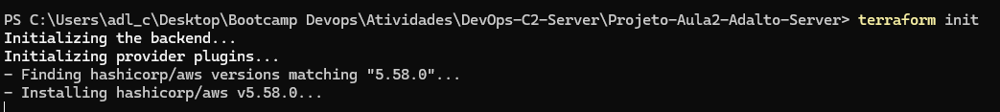 PS C:\Users\adl_c\Desktop\Bootcamp Devops\Atividades\DevOps-C2-Server\Projeto-Aula2-Adalto-Server> terraform init
Initializing the backend...
Initializing provider plugins...
- Finding hashicorp/aws versions matching "5.58.0"...
- Installing hashicorp/aws v5.58.0...